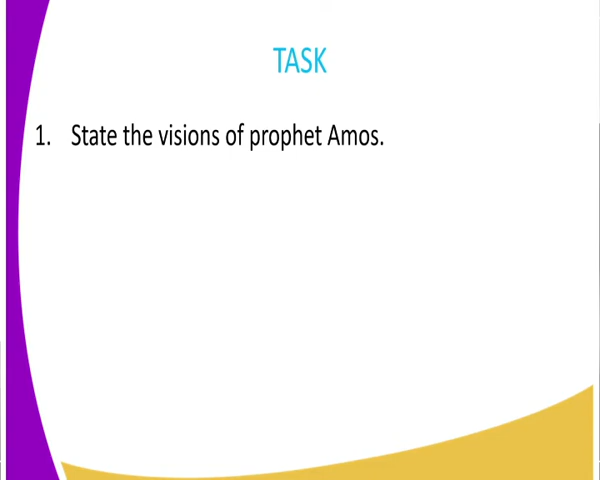 TASK
1. State the visions of prophet Amos.